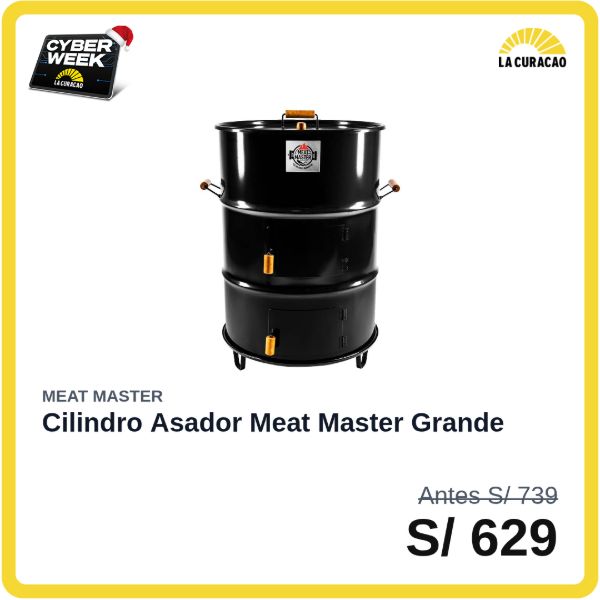 CYBER
WEEK
LA CURACAO
LA CURACAO
MEAT
MASTER
MEAT MASTER
Cilindro Asador Meat Master Grande
Antes S/ 739
S/ 629